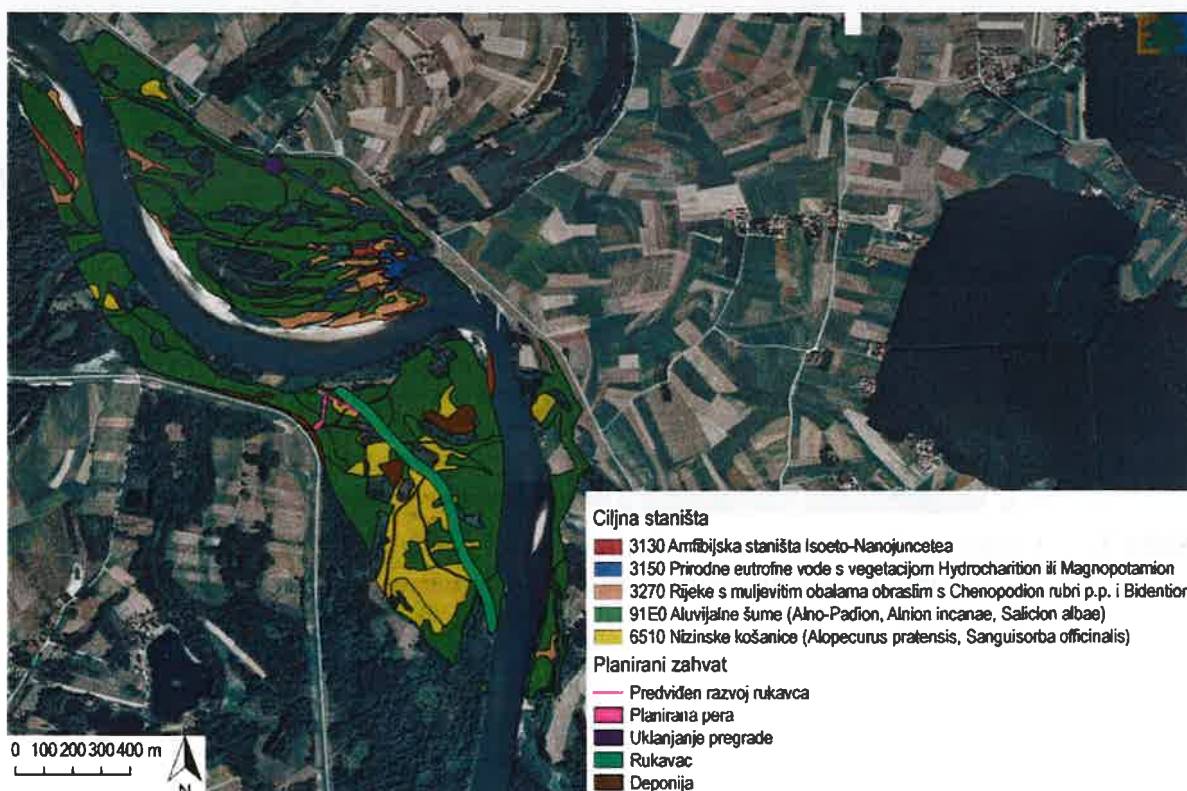 Ciljna staništa
3130 Amfibijska staništa Isoeto-Nanojuncetea
3150 Prirodne eutrofne vode s vegetacijom Hydrocharition ili Magnopotamion
3270 Rijeke s muljevitim obalama obraslim s Chenopodion rubri p.p. i Bidention
91E0 Aluvijalne šume (Alno-Padion, Alnion incanae, Salicion albae)
6510 Nizinske košanice (Alopecurus pratensis, Sanguisorba officinalis)
Planirani zahvat
Predviđen razvoj rukavca
Planirana pera
Uklanjanje pregrade
Rukavac
Deponija
0 100 200 300 400 m
N